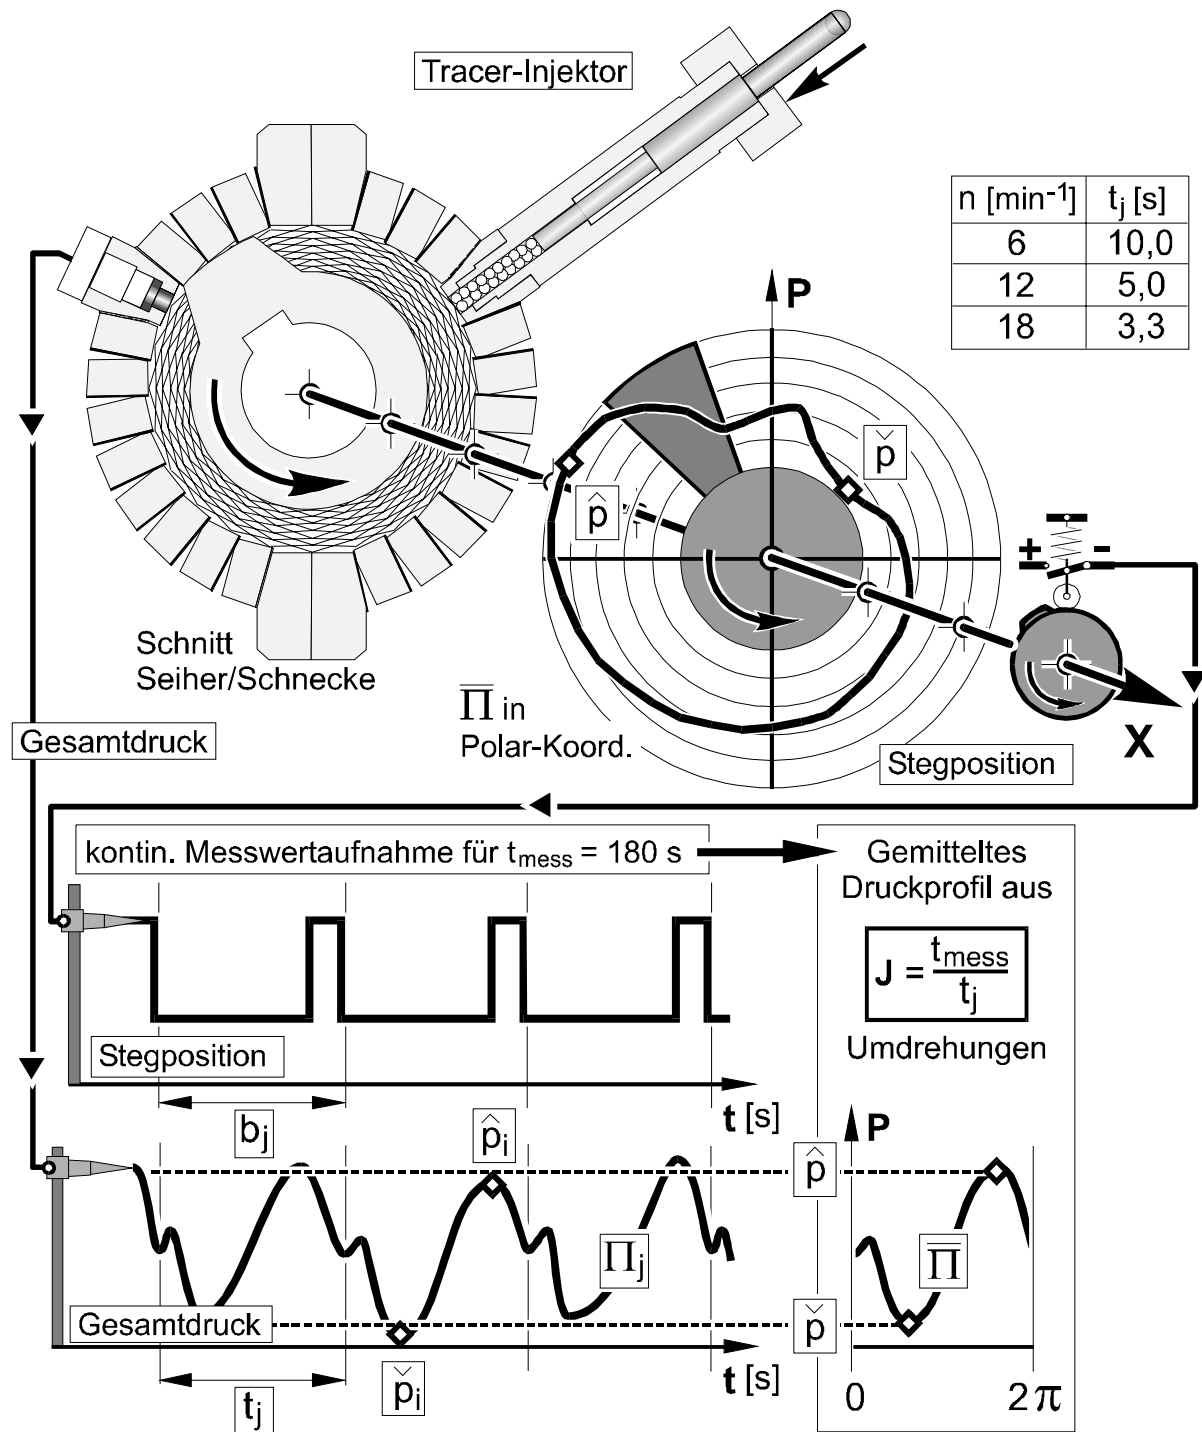 Tracer-Injektor
n [min⁻¹] tⱼ [s]
6 10,0
12 5,0
18 3,3
P
p̌
p̂
+ -
Schnitt
Seiher/Schnecke
Π̅ in
Polar-Koord.
X
Gesamtdruck
Stegposition
kontin. Messwertaufnahme für t_mess = 180 s
Gemitteltes
Druckprofil aus
J = t_mess / tⱼ
Umdrehungen
Stegposition
bⱼ
t [s]
p̂ᵢ
P
p̂
Πⱼ
Π̅
Gesamtdruck
p̌
tⱼ
p̌ᵢ
t [s]
0 2π